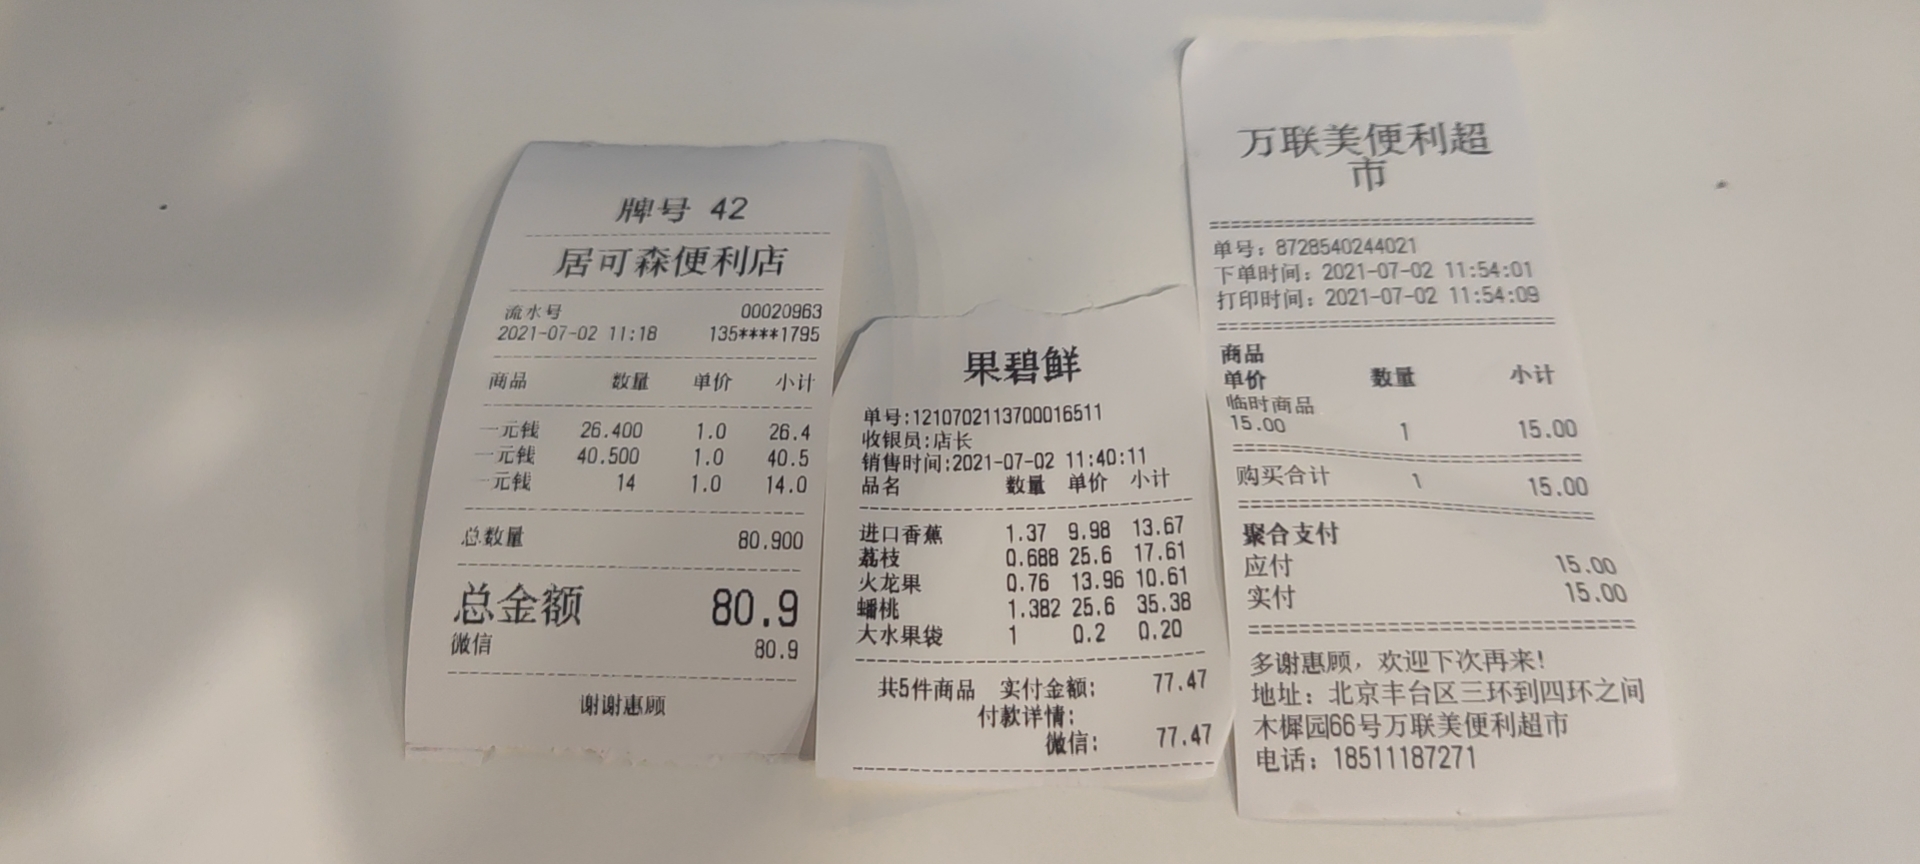 牌号 42
居可森便利店
流水号 00020963
2021-07-02 11:18 135****1795
商品 数量 单价 小计
一元钱 26.400 1.0 26.4
一元钱 40.500 1.0 40.5
一元钱 14 1.0 14.0
总数量 80.900
总金额 80.9
微信 80.9
谢谢惠顾
果碧鲜
单号:1210702113700016511
收银员:店长
销售时间:2021-07-02 11:40:11
品名 数量 单价 小计
进口香蕉 1.37 9.98 13.67
荔枝 0.688 25.6 17.61
火龙果 0.76 13.96 10.61
蟠桃 1.382 25.6 35.38
大水果袋 1 0.2 0.20
共5件商品 实付金额: 77.47
付款详情:
微信: 77.47
万联美便利超
市
单号: 8728540244021
下单时间: 2021-07-02 11:54:01
打印时间: 2021-07-02 11:54:09
商品
单价 数量 小计
临时商品
15.00 1 15.00
购买合计 1 15.00
聚合支付
应付 15.00
实付 15.00
多谢惠顾，欢迎下次再来!
地址: 北京丰台区三环到四环之间
木樨园66号万联美便利超市
电话: 18511187271